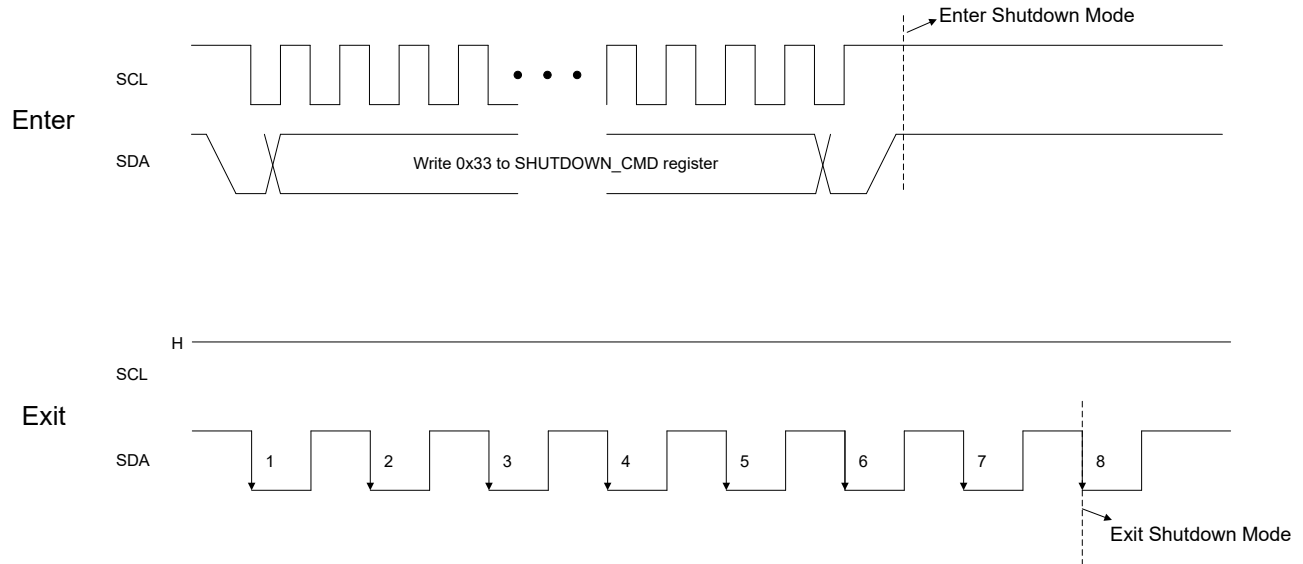 Enter Shutdown Mode
SCL
Enter
SDA
Write 0x33 to SHUTDOWN_CMD register
H
SCL
Exit
SDA
1 2 3 4 5 6 7 8
Exit Shutdown Mode